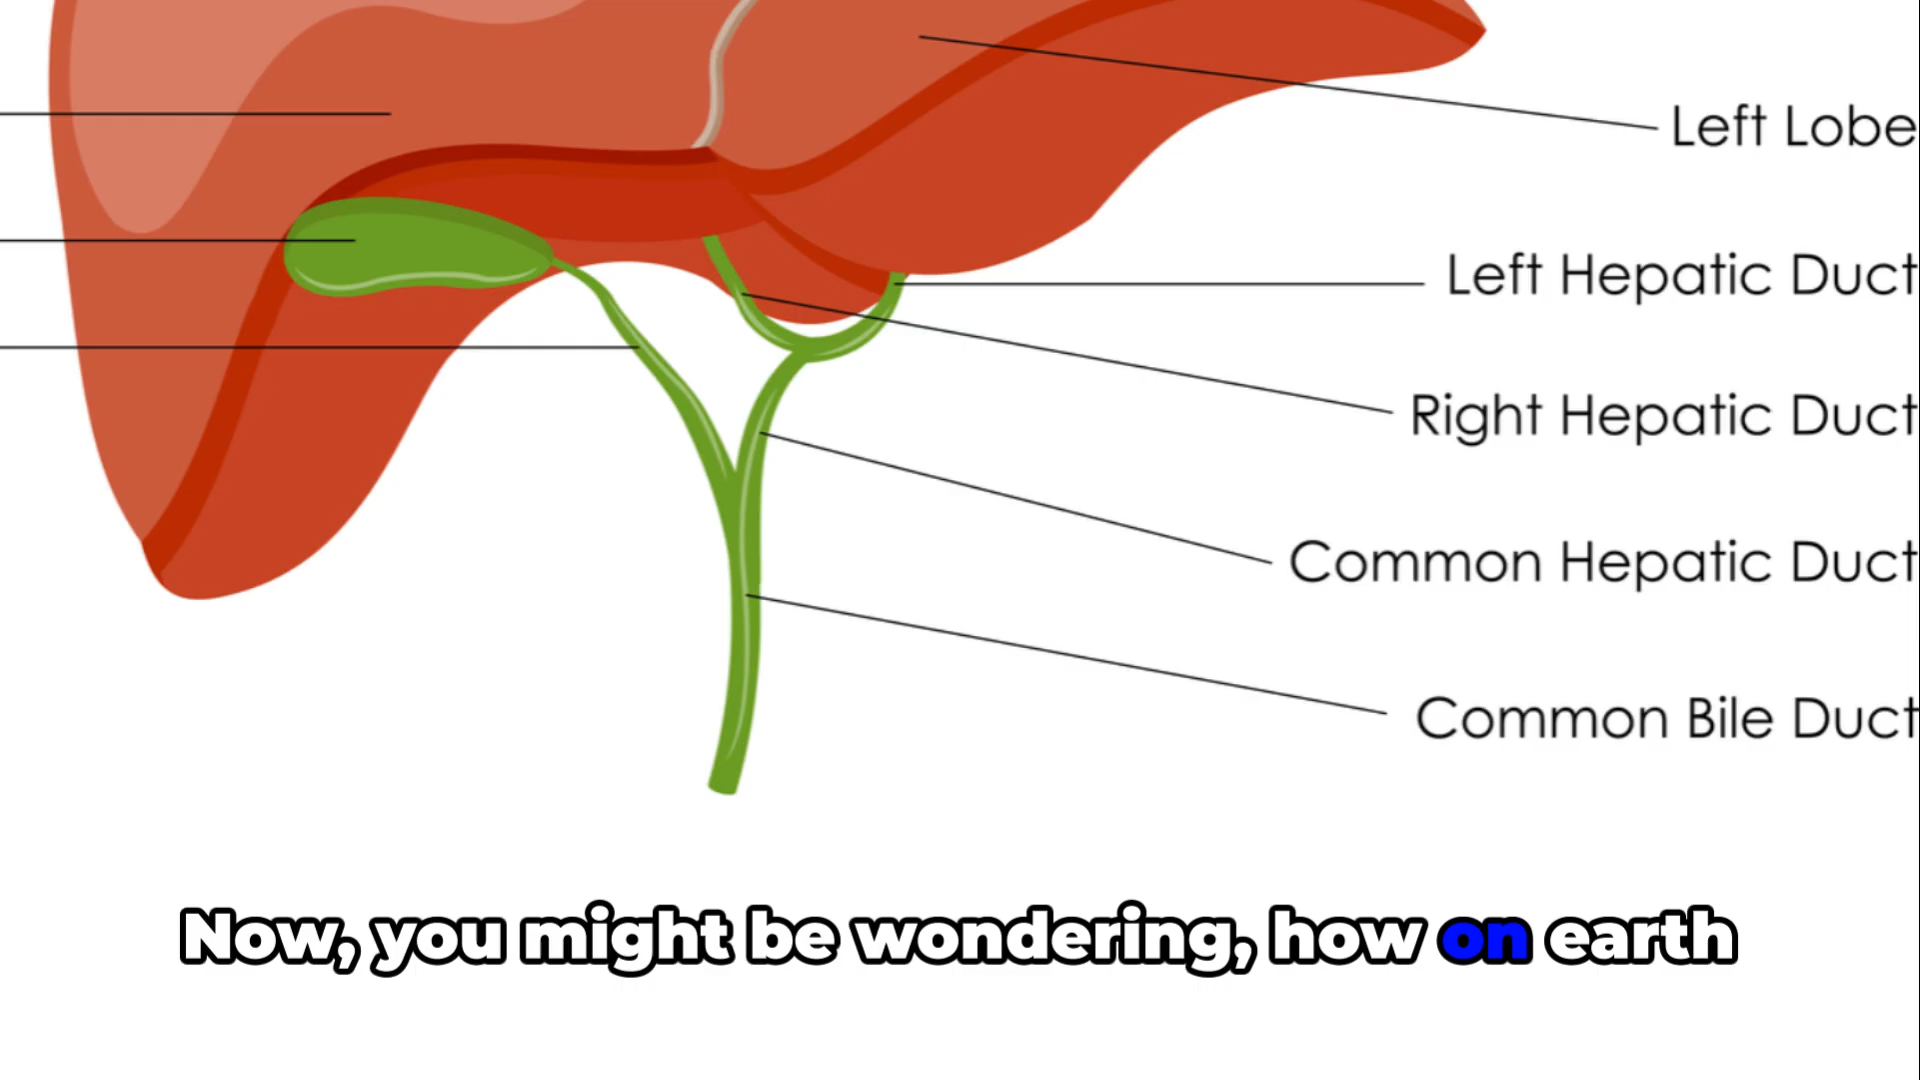 Left Lobe
Left Hepatic Duct
Right Hepatic Duct
Common Hepatic Duct
Common Bile Duct
Now, you might be wondering, how on earth